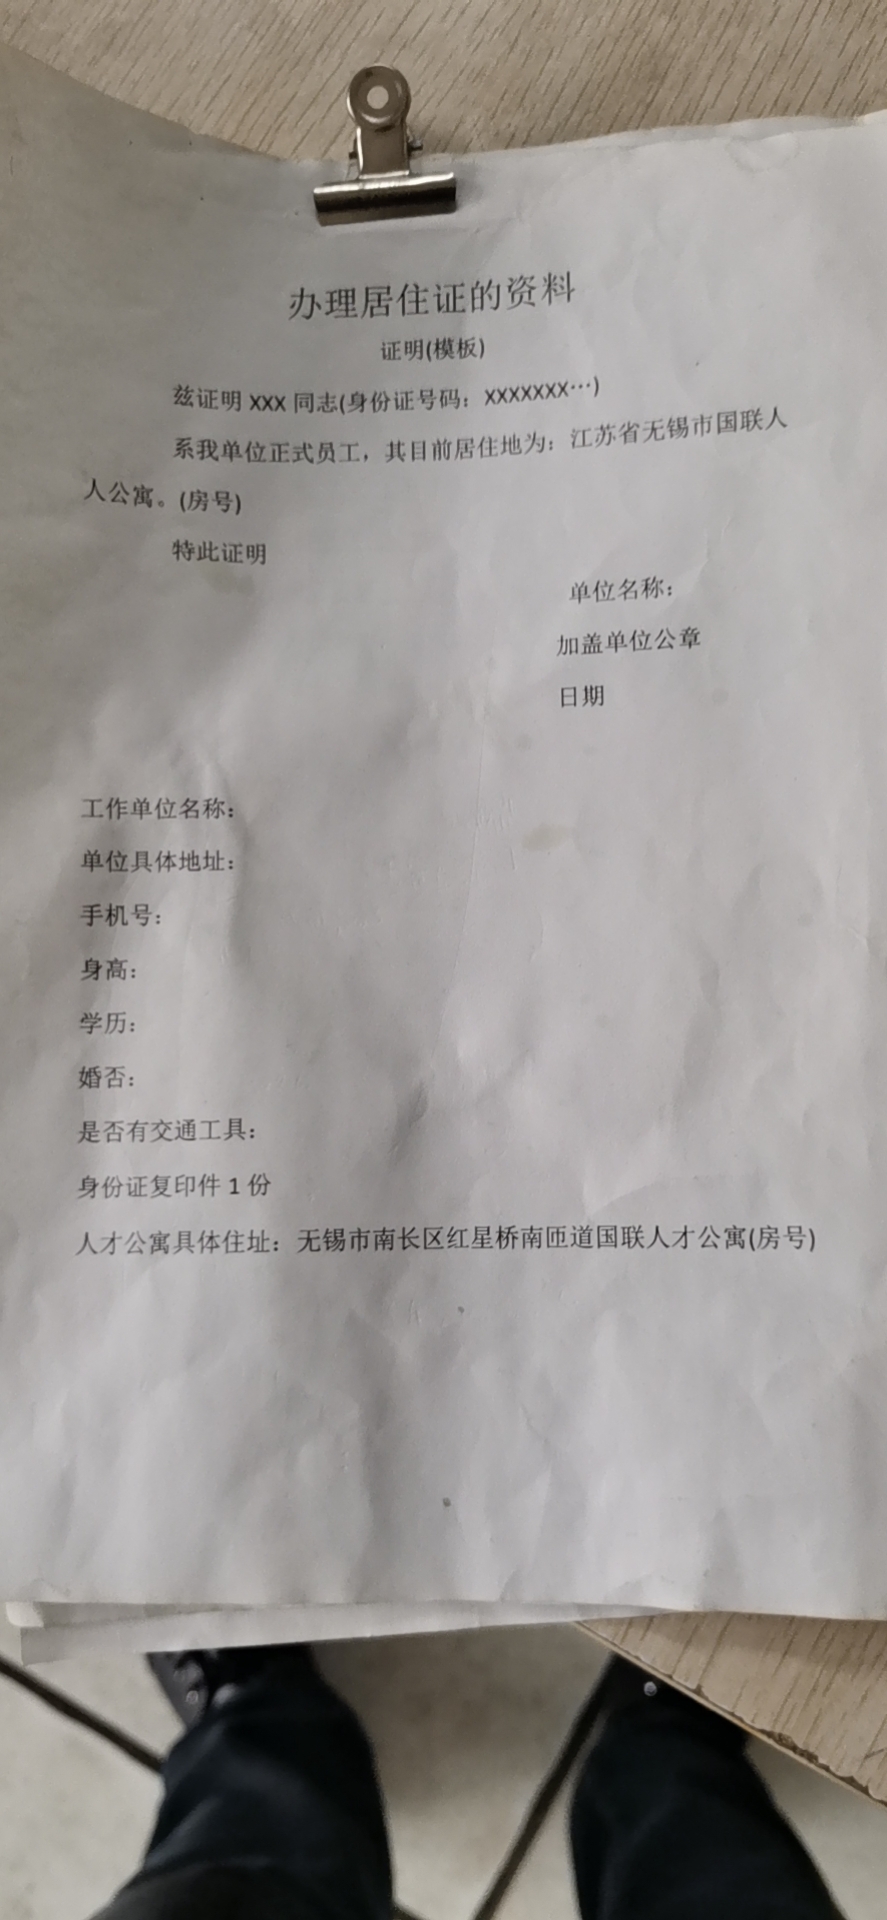 办理居住证的资料
证明(模板)
兹证明 XXX 同志(身份证号码：XXXXXXX…)
系我单位正式员工，其目前居住地为：江苏省无锡市国联人
人公寓。(房号)
特此证明
单位名称：
加盖单位公章
日期
工作单位名称：
单位具体地址：
手机号：
身高：
学历：
婚否：
是否有交通工具：
身份证复印件 1 份
人才公寓具体住址：无锡市南长区红星桥南匝道国联人才公寓(房号)